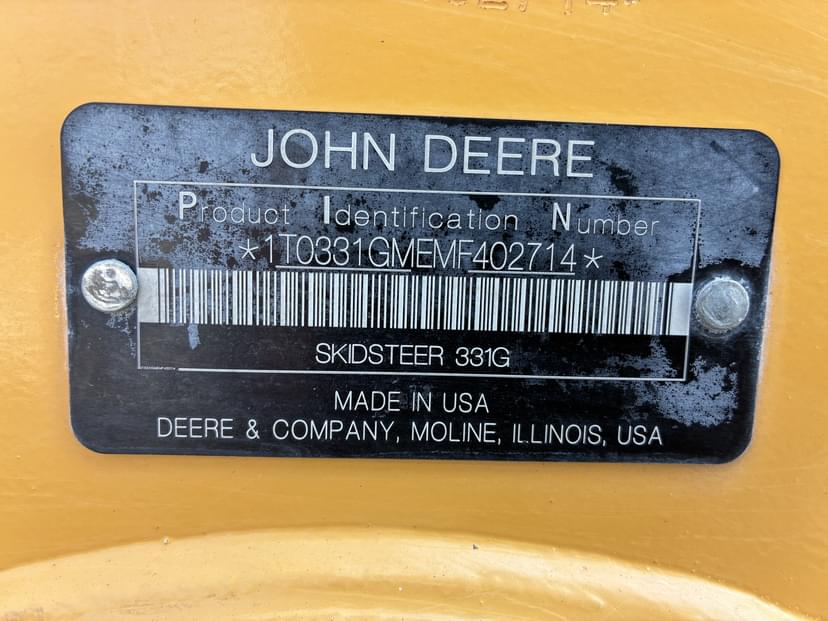 JOHN DEERE
Product Identification Number
*1T0331GMEMF402714*
SKIDSTEER 331G
MADE IN USA
DEERE & COMPANY, MOLINE, ILLINOIS, USA